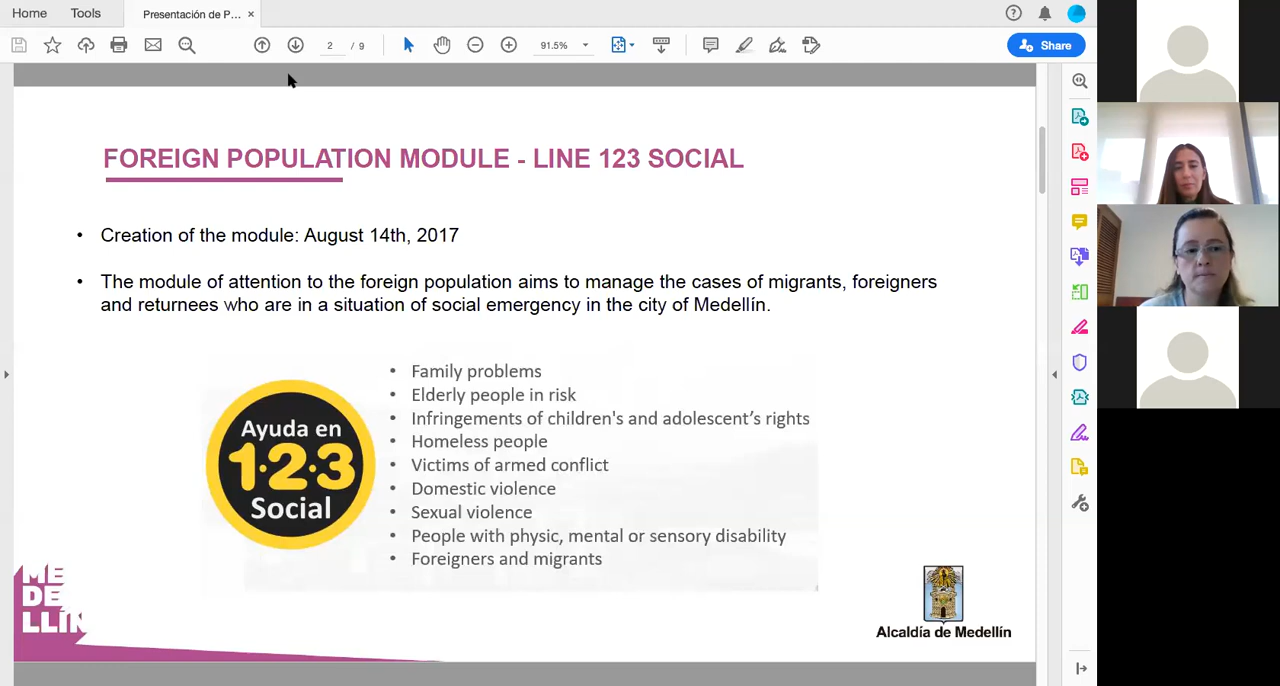 Home Tools Presentación de P... ×
2 / 9 91.5% Share
FOREIGN POPULATION MODULE - LINE 123 SOCIAL
• Creation of the module: August 14th, 2017
• The module of attention to the foreign population aims to manage the cases of migrants, foreigners
and returnees who are in a situation of social emergency in the city of Medellín.
Ayuda en
1·2·3
Social
• Family problems
• Elderly people in risk
• Infringements of children's and adolescent’s rights
• Homeless people
• Victims of armed conflict
• Domestic violence
• Sexual violence
• People with physic, mental or sensory disability
• Foreigners and migrants
ME
DE
LLÍN
Alcaldía de Medellín